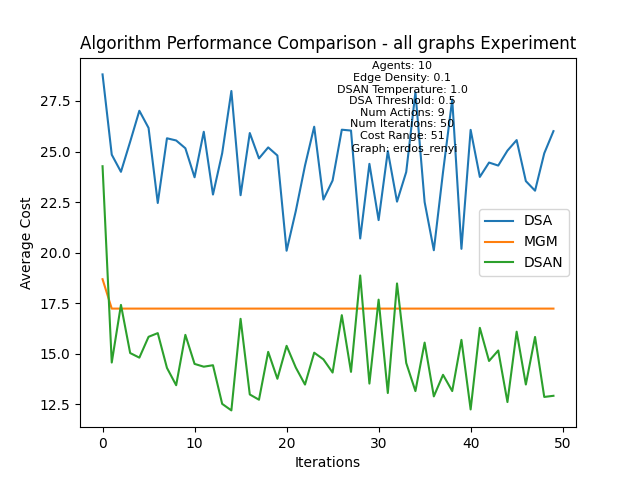 Algorithm Performance Comparison - all graphs Experiment
Agents: 10
Edge Density: 0.1
DSAN Temperature: 1.0
DSA Threshold: 0.5
Num Actions: 9
Num Iterations: 50
Cost Range: 51
Graph: erdos_renyi
Average Cost
27.5
25.0
22.5
20.0
17.5
15.0
12.5
DSA
MGM
DSAN
0 10 20 30 40 50
Iterations